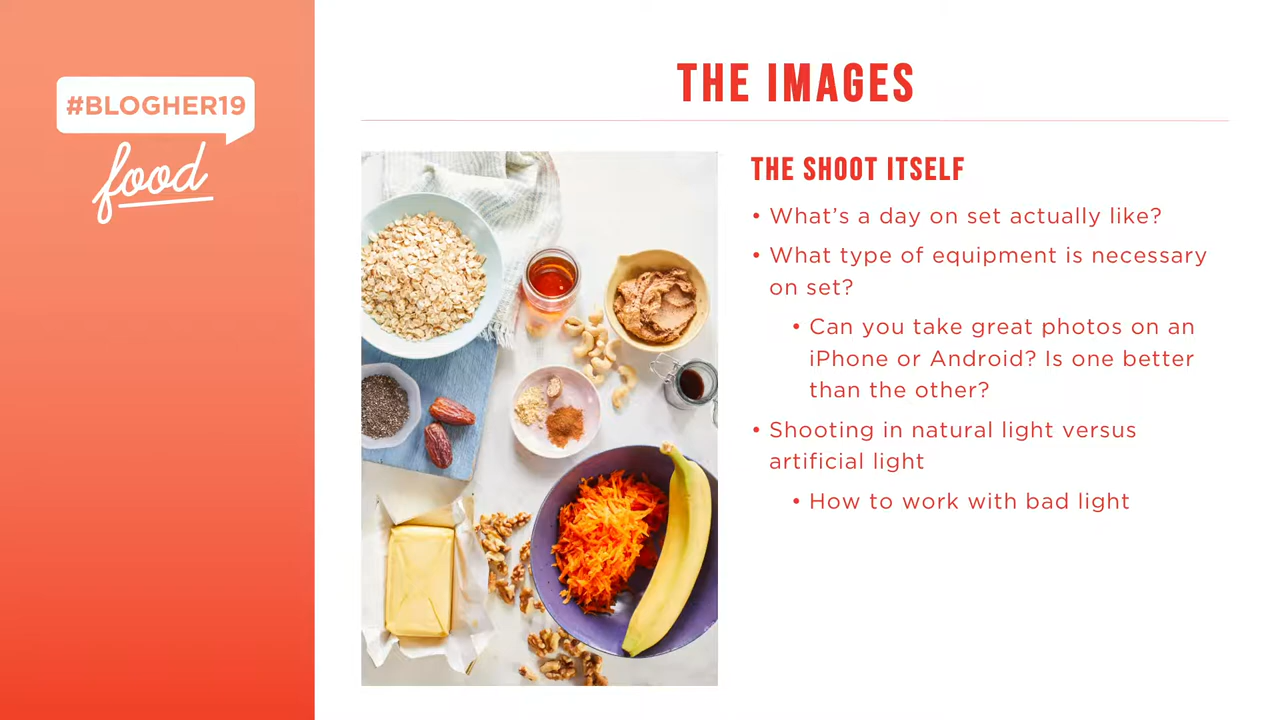 #BLOGHER19
food
THE IMAGES
THE SHOOT ITSELF
• What’s a day on set actually like?
• What type of equipment is necessary
on set?
• Can you take great photos on an
iPhone or Android? Is one better
than the other?
• Shooting in natural light versus
artificial light
• How to work with bad light